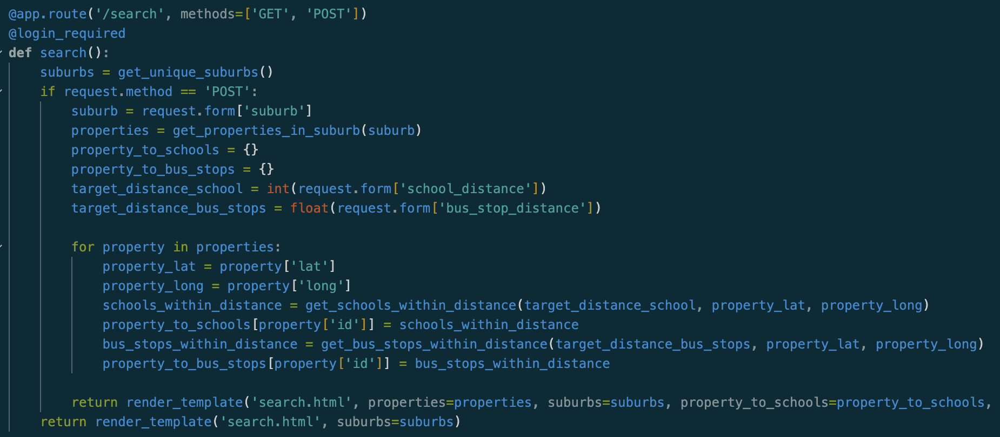 @app.route('/search', methods=['GET', 'POST'])
@login_required
def search():
    suburbs = get_unique_suburbs()
    if request.method == 'POST':
        suburb = request.form['suburb']
        properties = get_properties_in_suburb(suburb)
        property_to_schools = {}
        property_to_bus_stops = {}
        target_distance_school = int(request.form['school_distance'])
        target_distance_bus_stops = float(request.form['bus_stop_distance'])

        for property in properties:
            property_lat = property['lat']
            property_long = property['long']
            schools_within_distance = get_schools_within_distance(target_distance_school, property_lat, property_long)
            property_to_schools[property['id']] = schools_within_distance
            bus_stops_within_distance = get_bus_stops_within_distance(target_distance_bus_stops, property_lat, property_long)
            property_to_bus_stops[property['id']] = bus_stops_within_distance

        return render_template('search.html', properties=properties, suburbs=suburbs, property_to_schools=property_to_schools,
    return render_template('search.html', suburbs=suburbs)